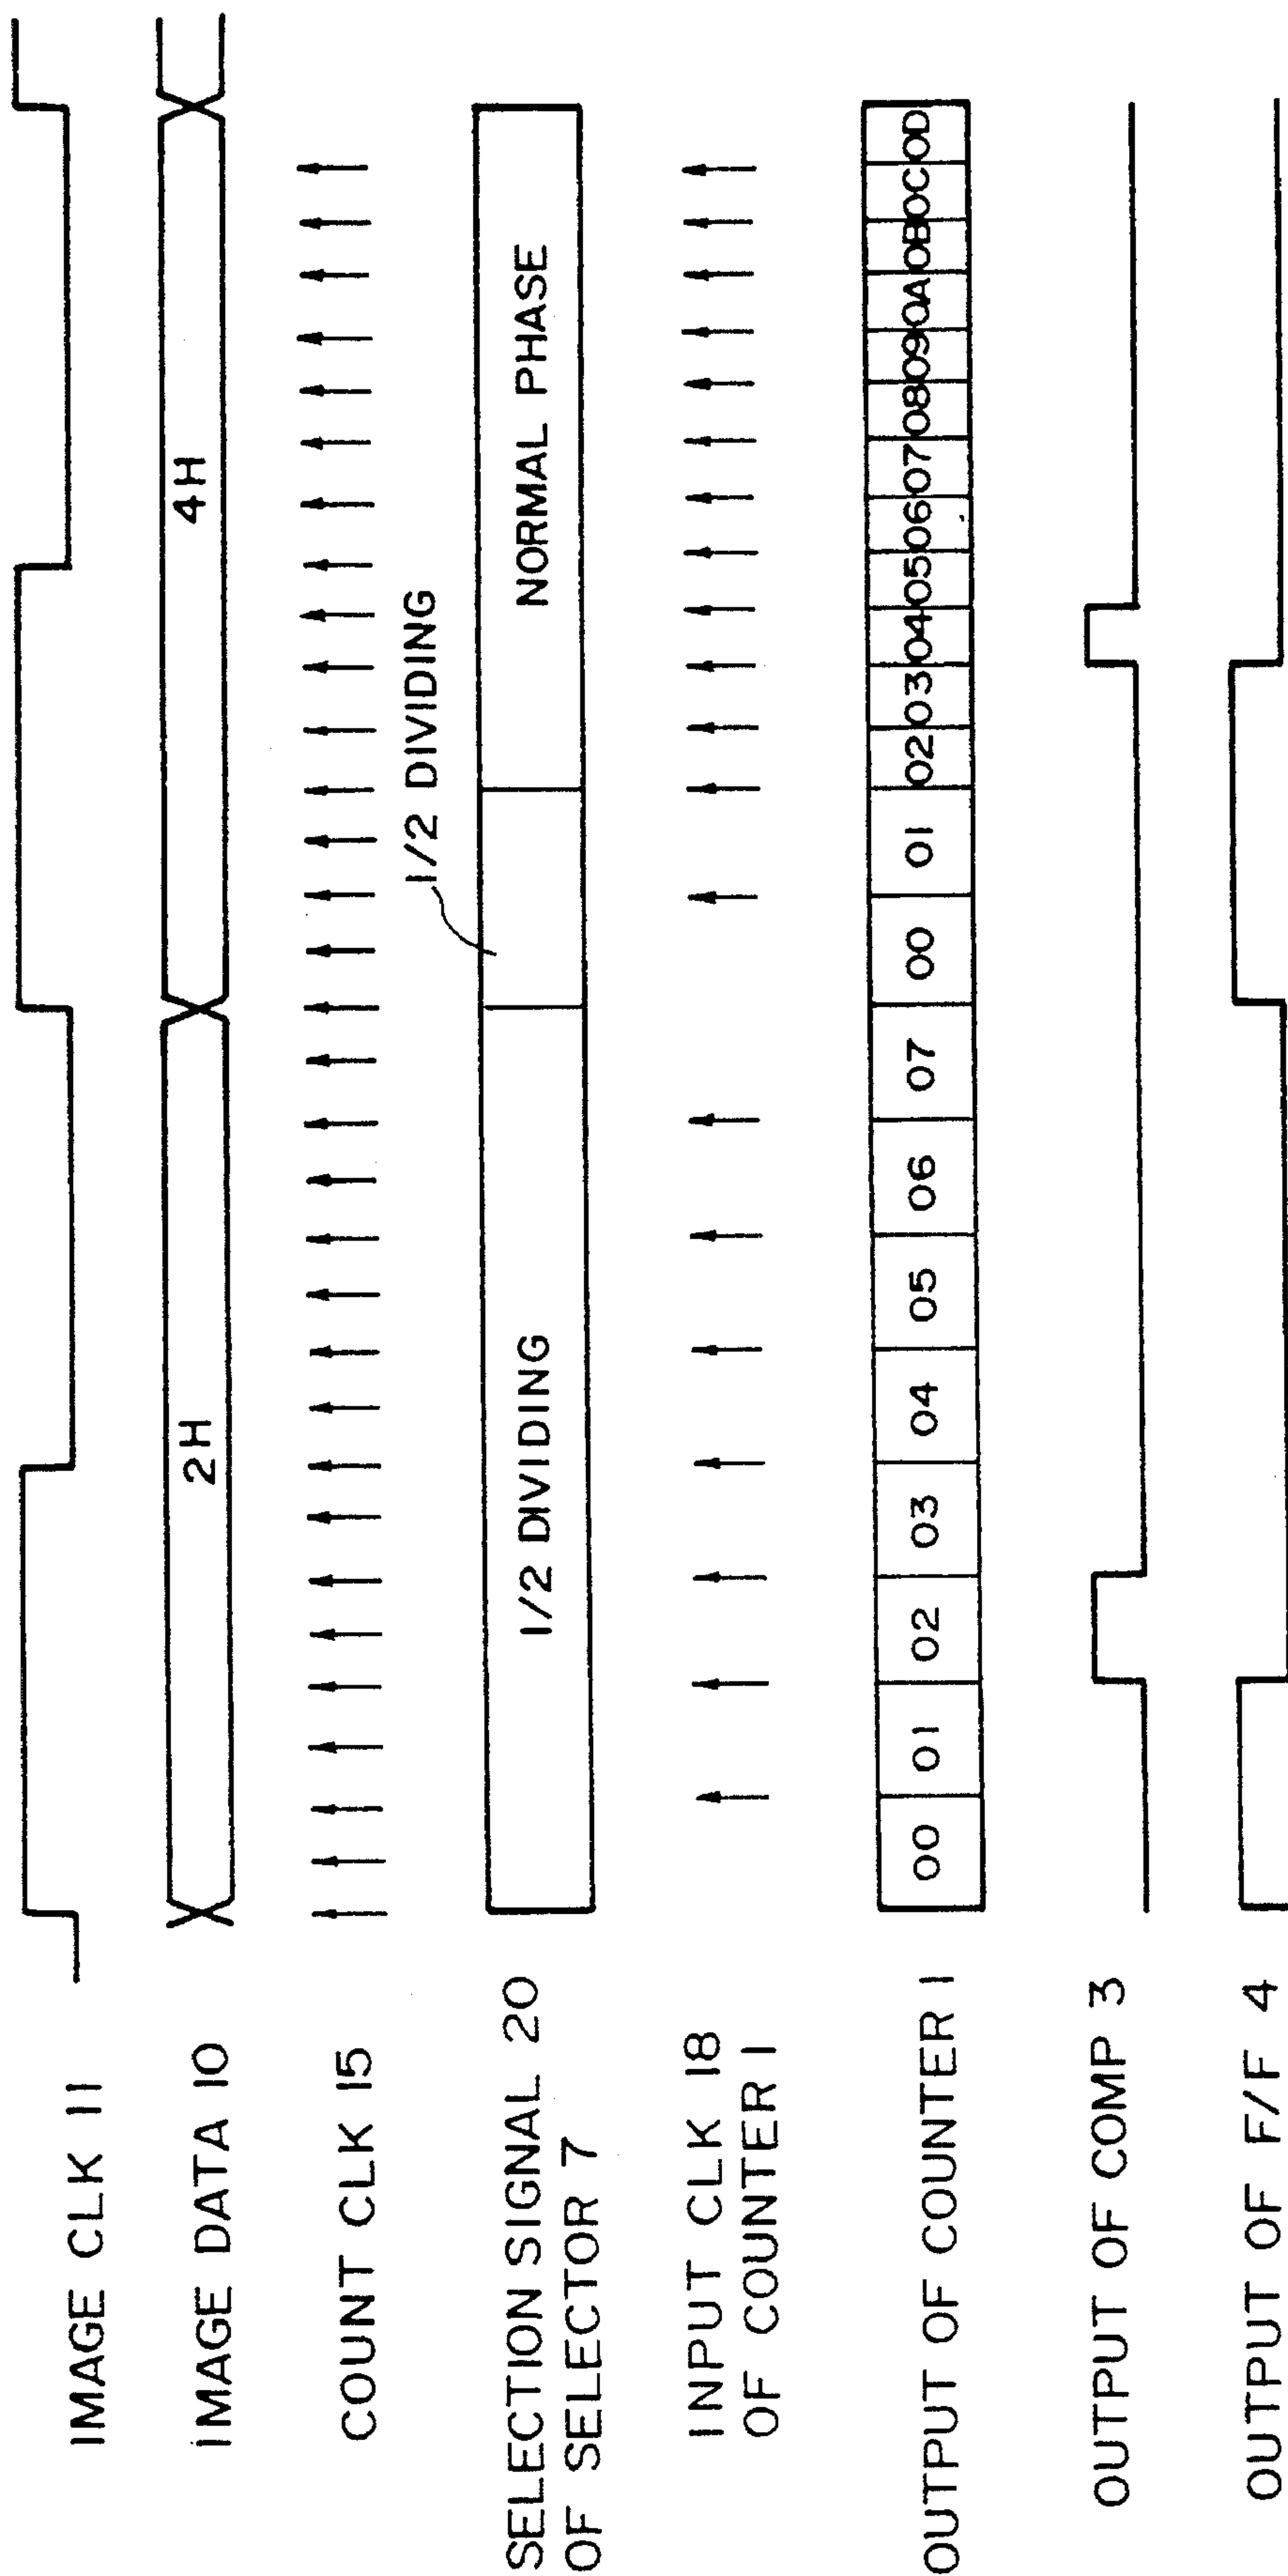 IMAGE CLK 11
IMAGE DATA 10
2H
4H
COUNT CLK 15
1/2 DIVIDING
SELECTION SIGNAL 20
OF SELECTOR 7
1/2 DIVIDING
NORMAL PHASE
INPUT CLK 18
OF COUNTER 1
OUTPUT OF COUNTER 1
00 01 02 03 04 05 06 07 00 01 02 03 04 05 06 07 08 09 0A 0B 0C 0D
OUTPUT OF COMP 3
OUTPUT OF F/F 4